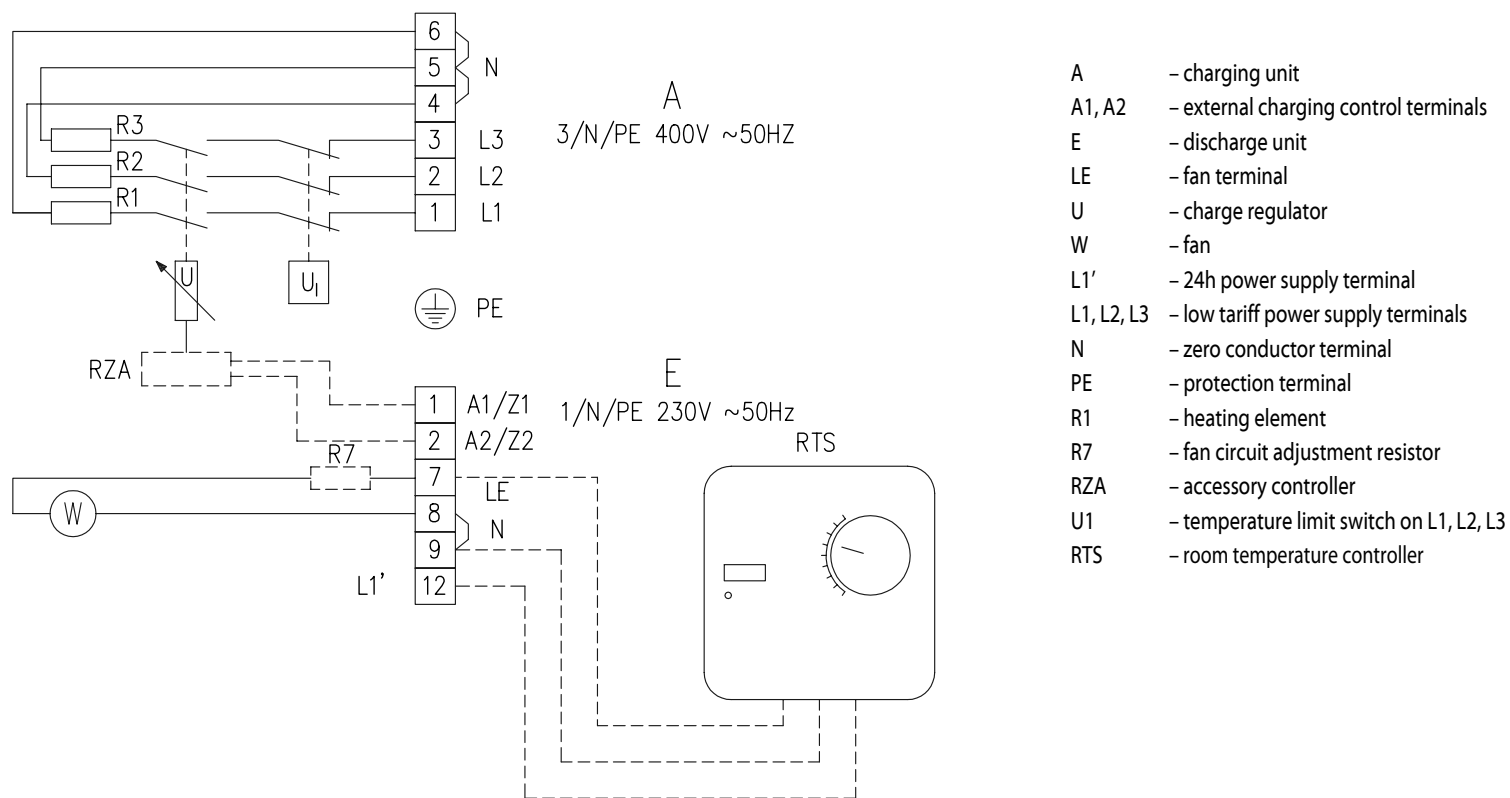 6
5 N
4
R3 3 L3
R2 2 L2
R1 1 L1
A
3/N/PE 400V ~50HZ
U U1
PE
RZA
E
1/N/PE 230V ~50Hz
1 A1/Z1
2 A2/Z2
R7 7 LE
W 8 N
9
L1’ 12
RTS
A – charging unit
A1, A2 – external charging control terminals
E – discharge unit
LE – fan terminal
U – charge regulator
W – fan
L1’ – 24h power supply terminal
L1, L2, L3 – low tariff power supply terminals
N – zero conductor terminal
PE – protection terminal
R1 – heating element
R7 – fan circuit adjustment resistor
RZA – accessory controller
U1 – temperature limit switch on L1, L2, L3
RTS – room temperature controller